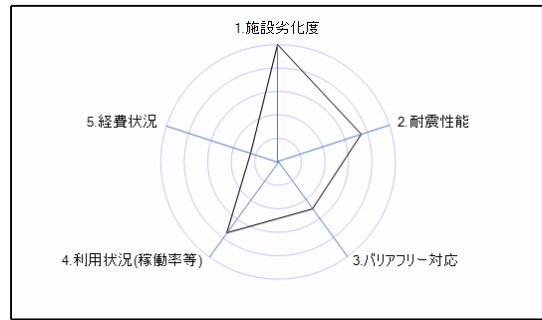 1.施設劣化度
5.経費状況
2.耐震性能
4.利用状況(稼働率等)
3.バリアフリー対応